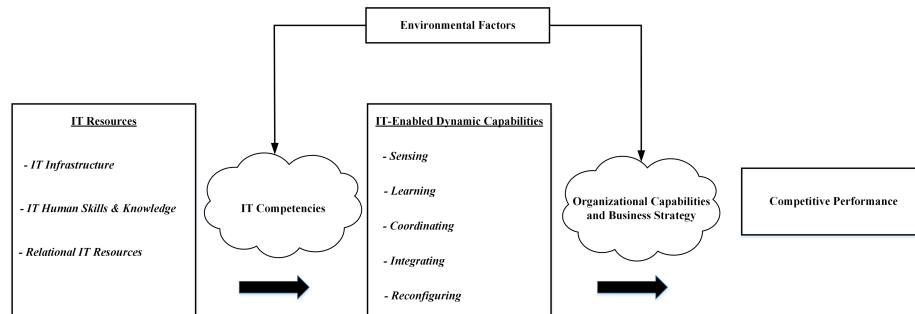 Environmental Factors
IT Resources
- IT Infrastructure
- IT Human Skills & Knowledge
- Relational IT Resources
IT Competencies
IT-Enabled Dynamic Capabilities
- Sensing
- Learning
- Coordinating
- Integrating
- Reconfiguring
Organizational Capabilities
and Business Strategy
Competitive Performance